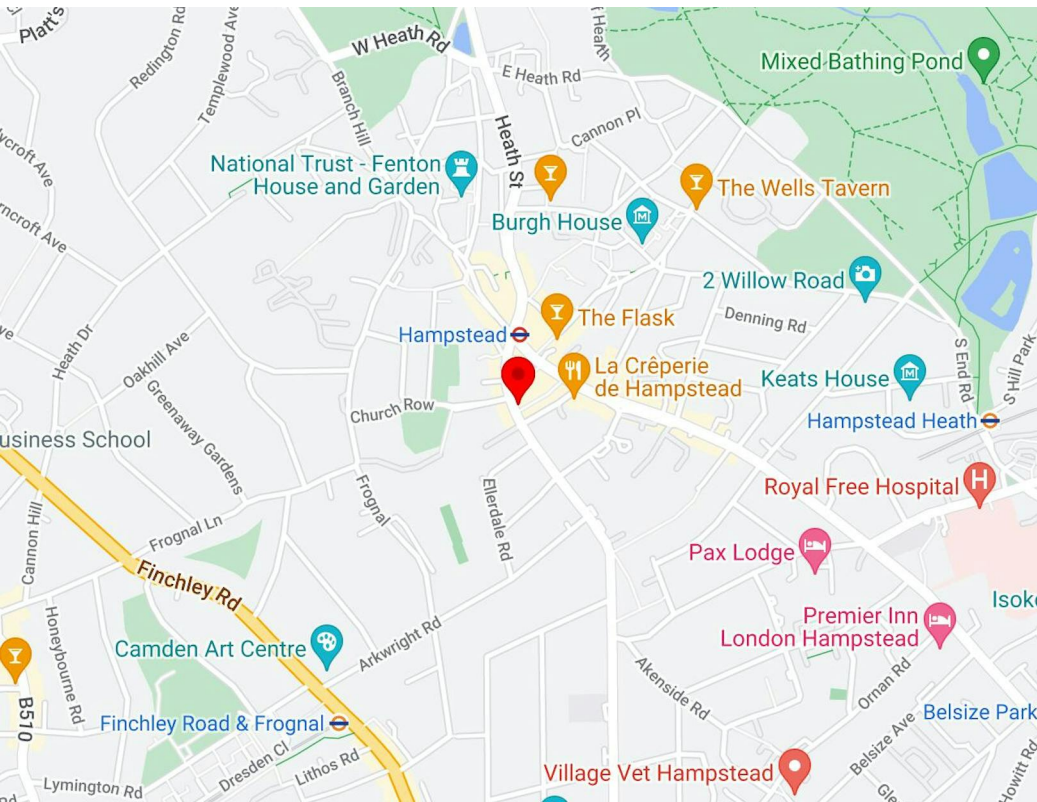 Platt's
Redington Rd
Templewood Ave
W Heath Rd
Branch Hill
E Heath Rd
Mixed Bathing Pond
Heath St
Cannon Pl
National Trust - Fenton
House and Garden
The Wells Tavern
Burgh House
2 Willow Road
Denning Rd
Hampstead
The Flask
La Crêperie
de Hampstead
Keats House
S End Rd
S Hill Park
Heath Dr
Oakhill Ave
Church Row
Hampstead Heath
usiness School
Greenaway Gardens
Frognal
Ellerdale Rd
Royal Free Hospital
H
Cannon Hill
Frognal Ln
Pax Lodge
Finchley Rd
Isok
Premier Inn
London Hampstead
Honeybourne Rd
Camden Art Centre
Arkwright Rd
Akenside Rd
Ornan Rd
B510
Finchley Road & Frognal
Belsize Park
Belsize Ave
Dresden Cl
Lithos Rd
Village Vet Hampstead
Howitt Rd
Lymington Rd
Gle